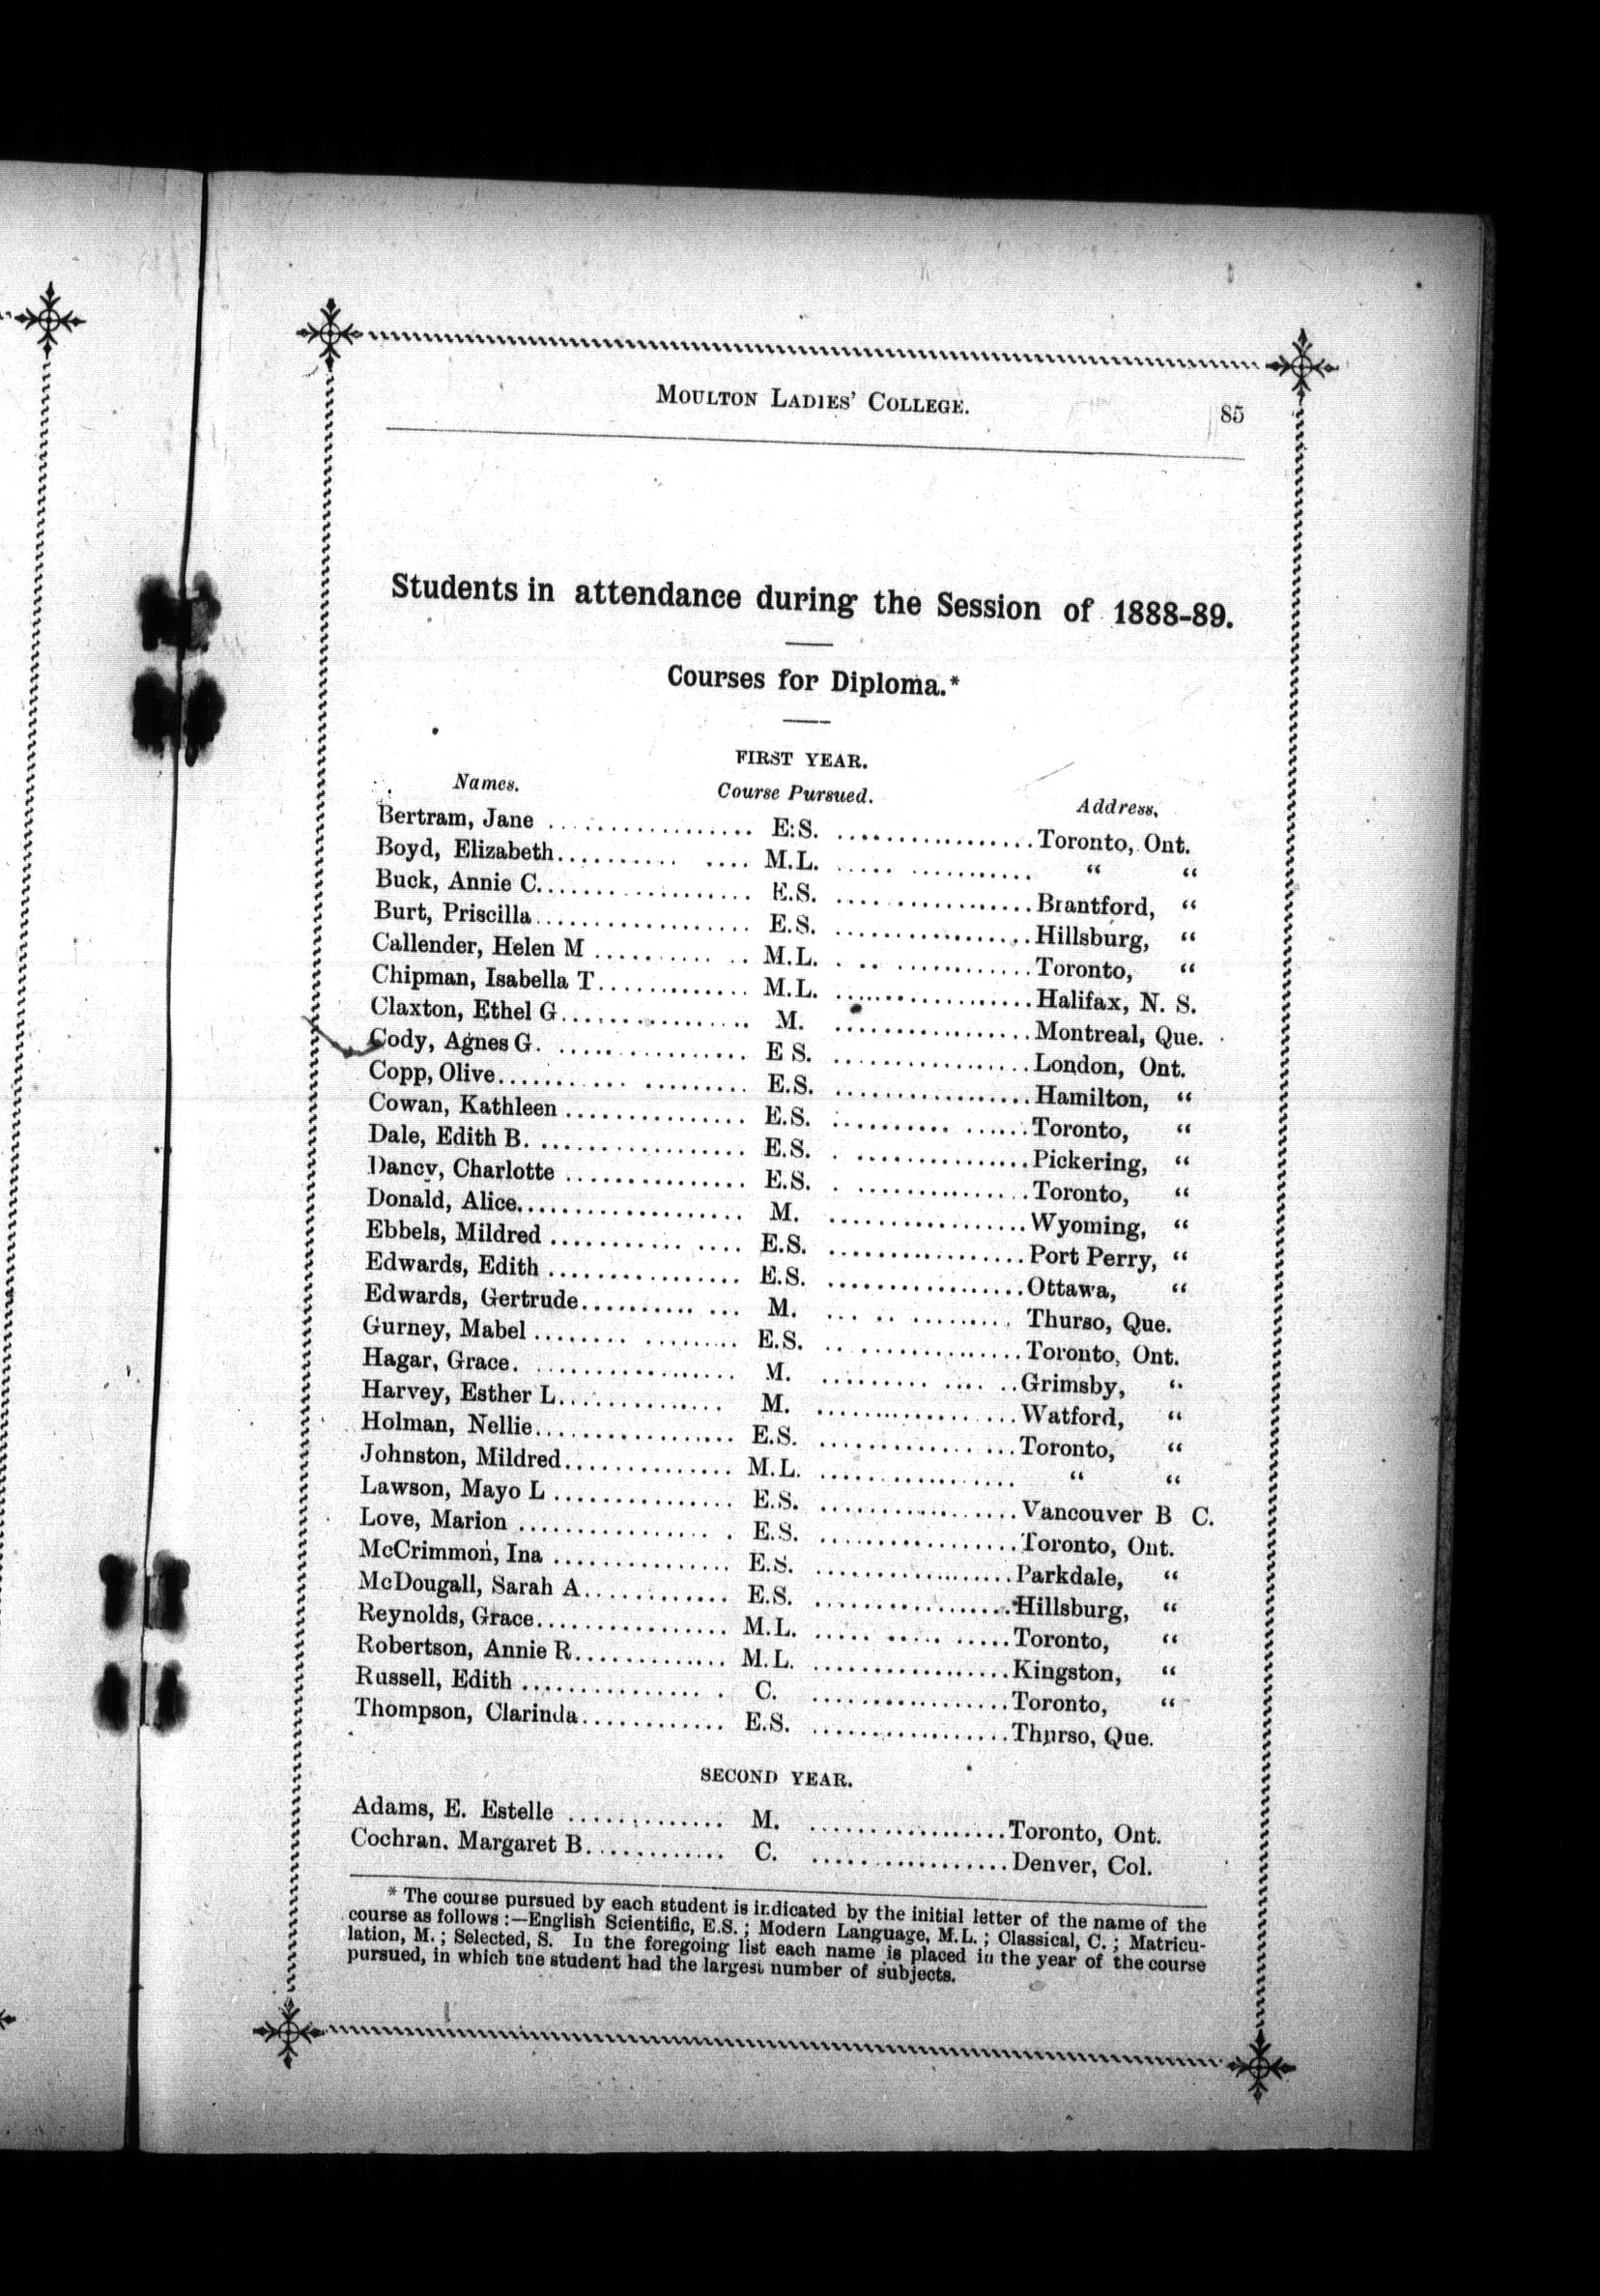 MOULTON LADIES' COLLEGE. 85
Students in attendance during the Session of 1888-89.
Courses for Diploma.*
FIRST YEAR.
Names. Course Pursued. Address.
Bertram, Jane .................. E.S. .................. Toronto, Ont.
Boyd, Elizabeth.......... .... M.L. ..... ............ “ “
Buck, Annie C.................. E.S. .................. Brantford, “
Burt, Priscilla.................. E.S. .................. Hillsburg, “
Callender, Helen M .......... .. M.L. . .. ............ Toronto, “
Chipman, Isabella T............. M.L. .................. Halifax, N. S.
Claxton, Ethel G................ M. .................. Montreal, Que.
Cody, Agnes G. ................. E S. .................. London, Ont.
Copp, Olive........... ......... E.S. .................. Hamilton, “
Cowan, Kathleen ................ E.S. .......... ...... Toronto, “
Dale, Edith B. .................. E.S. . ............... Pickering, “
Dancy, Charlotte ................ E.S. . ............... Toronto, “
Donald, Alice.................... M. .................. Wyoming, “
Ebbels, Mildred ............ .... E.S. .................. Port Perry, “
Edwards, Edith ................. E.S. .................. Ottawa, “
Edwards, Gertrude.......... ... M. ... .. ......... Thurso, Que.
Gurney, Mabel ........ ......... E.S. .. .............. Toronto, Ont.
Hagar, Grace. .................. M. ......... .... .. Grimsby, “
Harvey, Esther L............... M. .................. Watford, “
Holman, Nellie.................. E.S. .................. Toronto, “
Johnston, Mildred............... M.L. .................. “ “
Lawson, Mayo L ................ E.S. .................. Vancouver B C.
Love, Marion ................. . E.S. .................. Toronto, Ont.
McCrimmon, Ina ................ E.S. .................. Parkdale, “
McDougall, Sarah A............. E.S. .................. Hillsburg, “
Reynolds, Grace................. M.L. ..... ..... ..... Toronto, “
Robertson, Annie R.............. M.L. .................. Kingston, “
Russell, Edith ................ . C. .................. Toronto, “
Thompson, Clarinda............. E.S. .................. Thurso, Que.
SECOND YEAR.
Adams, E. Estelle .............. M. .................. Toronto, Ont.
Cochran. Margaret B............. C. .................. Denver, Col.
* The course pursued by each student is indicated by the initial letter of the name of the
course as follows :—English Scientific, E.S. ; Modern Language, M.L. ; Classical, C. ; Matricu-
lation, M. ; Selected, S. In the foregoing list each name is placed in the year of the course
pursued, in which the student had the largest number of subjects.